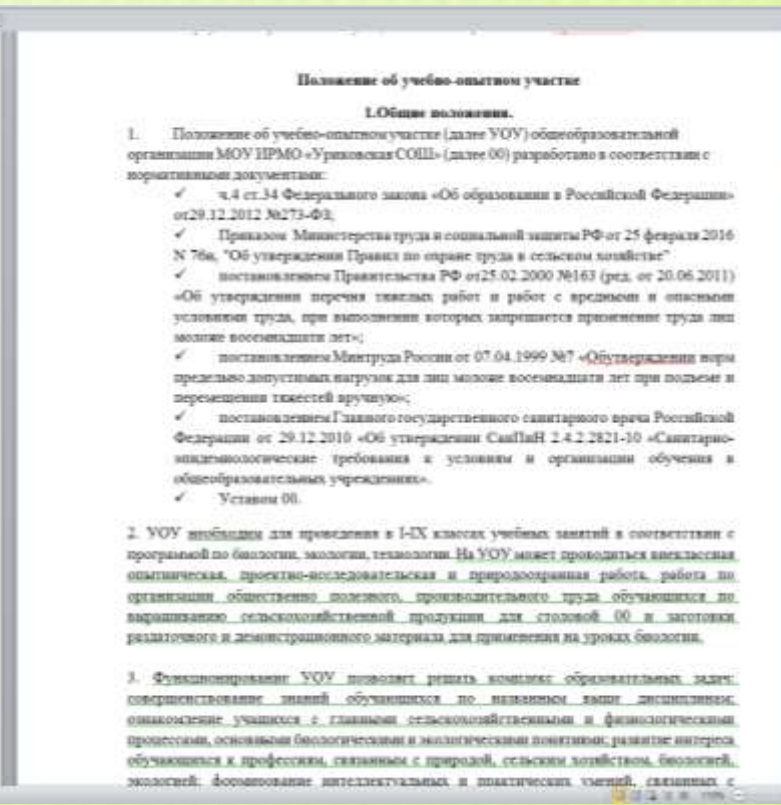 Положение об учебно-опытном участке
1.Общие положения.
1. Положение об учебно-опытном участке (далее УОУ) общеобразовательной
организации МОУ ИРМО «Уриковская СОШ» (далее 00) разработано в соответствии с
нормативными документами:
✓ ч.4 ст.34 Федерального закона «Об образовании в Российской Федерации»
от29.12.2012 №273-ФЗ;
✓ Приказом Министерства труда и социальной защиты РФ от 25 февраля 2016
N 76н, "Об утверждении Правил по охране труда в сельском хозяйстве"
✓ постановлением Правительства РФ от25.02.2000 №163 (ред. от 20.06.2011)
«Об утверждении перечня тяжелых работ и работ с вредными и опасными
условиями труда, при выполнении которых запрещается применение труда лиц
моложе восемнадцати лет»;
✓ постановлением Минтруда России от 07.04.1999 №7 «Обутверждении норм
предельно допустимых нагрузок для лиц моложе восемнадцати лет при подъеме и
перемещении тяжестей вручную»;
✓ постановлением Главного государственного санитарного врача Российской
Федерации от 29.12.2010 «Об утверждении СанПиН 2.4.2.2821-10 «Санитарно-
эпидемиологические требования к условиям и организации обучения в
общеобразовательных учреждениях».
✓ Уставом 00.
2. УОУ необходим для проведения в I-IX классах учебных занятий в соответствии с
программой по биологии, экологии, технологии. На УОУ может проводиться внеклассная
опытническая, проектно-исследовательская и природоохранная работа, работа по
организации общественно полезного, производительного труда обучающихся по
выращиванию сельскохозяйственной продукции для столовой 00 и заготовки
раздаточного и демонстрационного материала для применения на уроках биологии.
3. Функционирование УОУ позволяет решать комплекс образовательных задач:
совершенствование знаний обучающихся по названным выше дисциплинам;
ознакомление учащихся с главными сельскохозяйственными и физиологическими
процессами, основными биологическими и экологическими понятиями; развитие интереса
обучающихся к профессиям, связанным с природой, сельским хозяйством, биологией,
экологией; формирование интеллектуальных и практических умений, связанных с